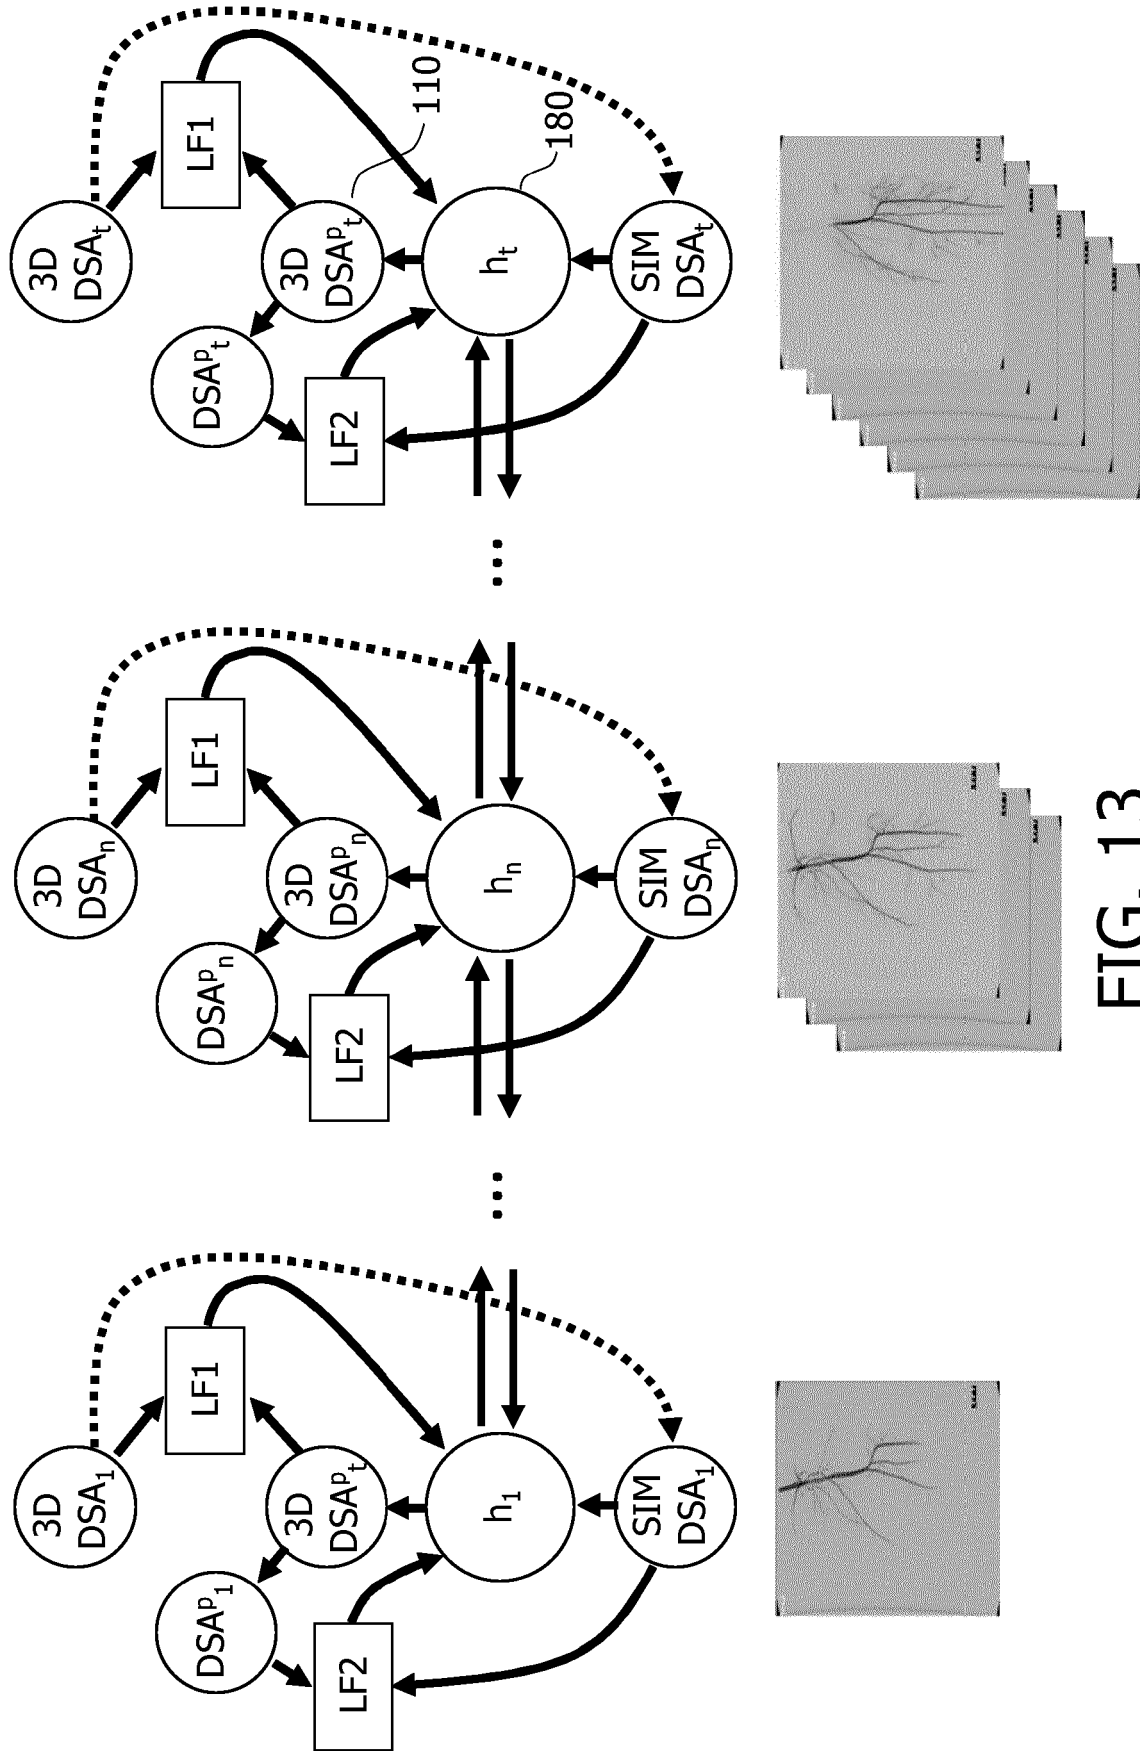 3D
DSA₁
DSAᵖ₁
LF1
3D
DSAᵖₜ
LF2
h₁
SIM
DSA₁
...
3D
DSAₙ
DSAᵖₙ
LF1
3D
DSAᵖₙ
LF2
hₙ
SIM
DSAₙ
...
3D
DSAₜ
DSAᵖₜ
LF1
3D
DSAᵖₜ
110
LF2
hₜ
180
SIM
DSAₜ
FIG. 13